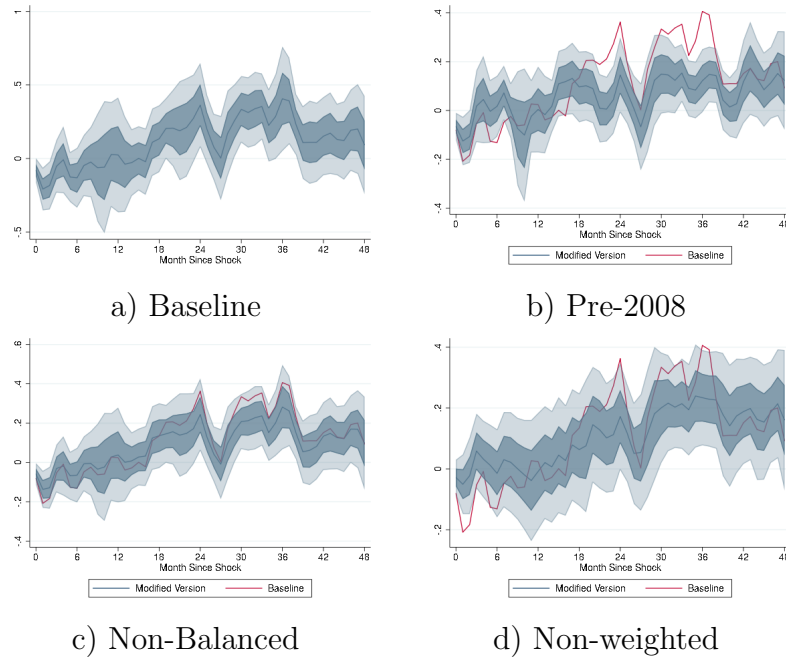 1
.5
0
-.5
0 6 12 18 24 30 36 42 48
Month Since Shock
a) Baseline
.4
.2
0
-.2
-.4
0 6 12 18 24 30 36 42 48
Month Since Shock
Modified Version Baseline
b) Pre-2008
.6
.4
.2
0
-.2
-.4
0 6 12 18 24 30 36 42 48
Month Since Shock
Modified Version Baseline
c) Non-Balanced
.4
.2
0
-.2
0 6 12 18 24 30 36 42 48
Month Since Shock
Modified Version Baseline
d) Non-weighted